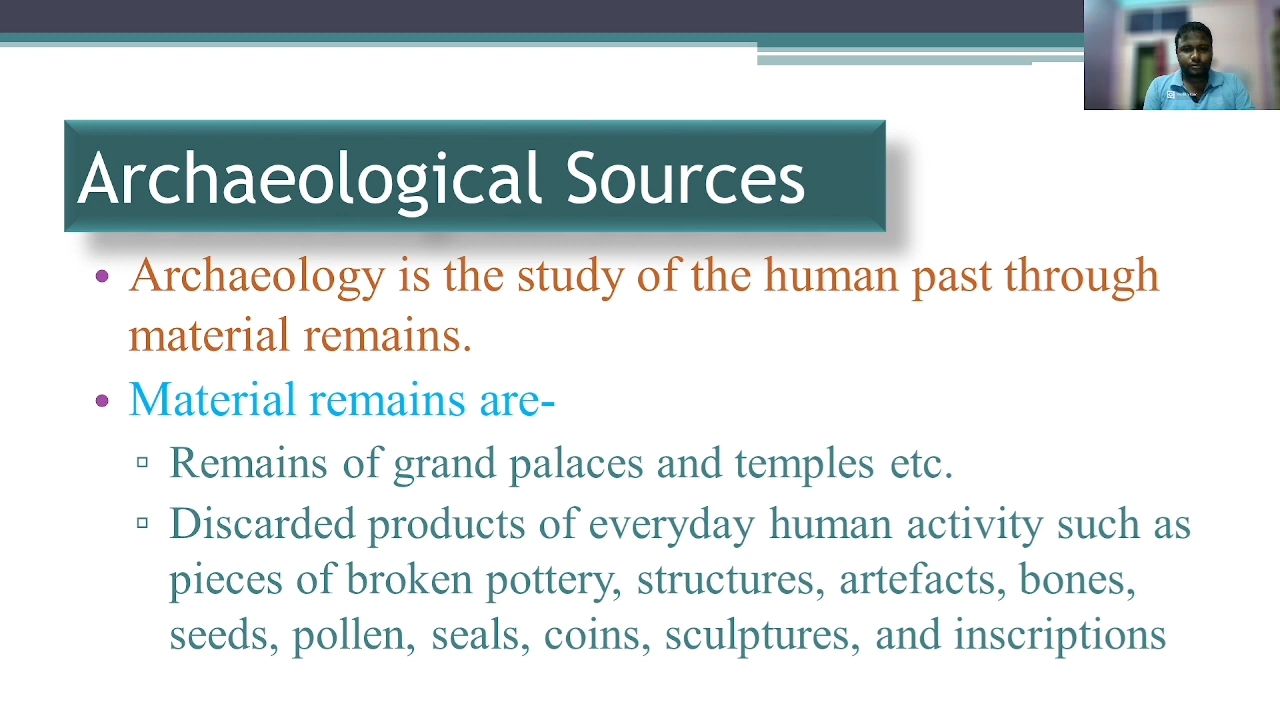 Archaeological Sources
• Archaeology is the study of the human past through
material remains.
• Material remains are-
▫ Remains of grand palaces and temples etc.
▫ Discarded products of everyday human activity such as
pieces of broken pottery, structures, artefacts, bones,
seeds, pollen, seals, coins, sculptures, and inscriptions